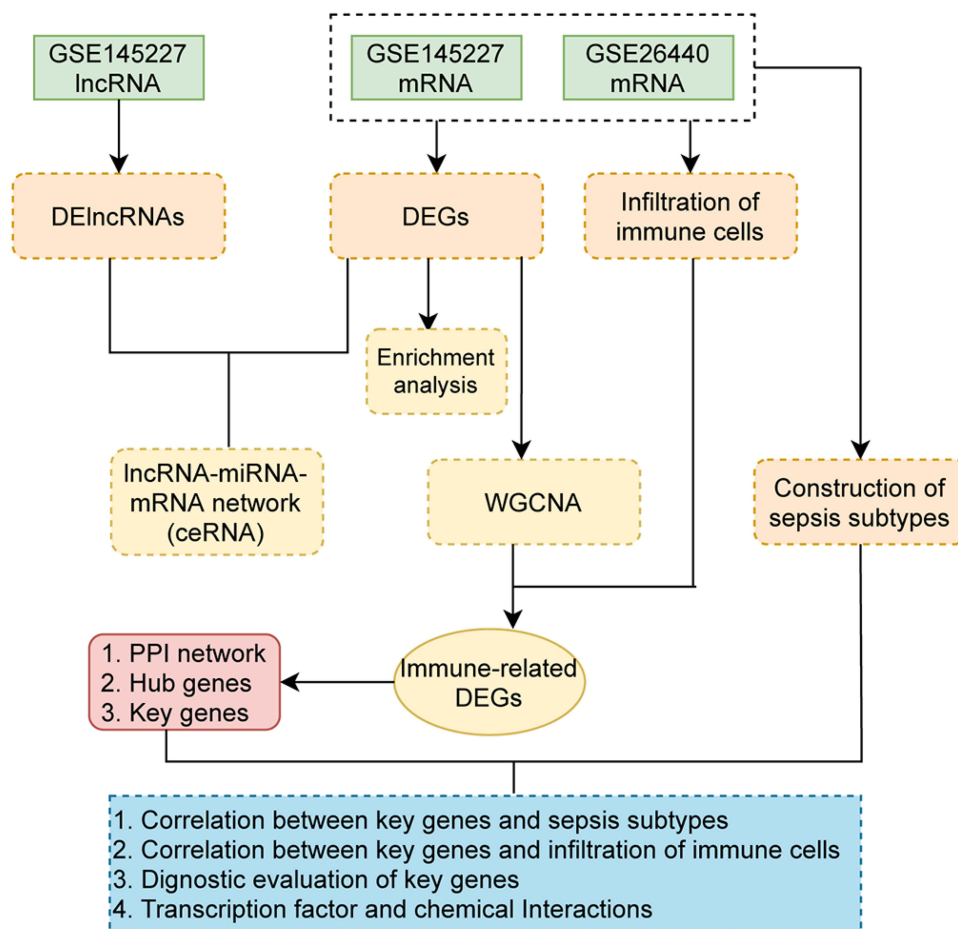 GSE145227
lncRNA
GSE145227
mRNA
GSE26440
mRNA
DElncRNAs
DEGs
Infiltration of
immune cells
Enrichment
analysis
lncRNA-miRNA-
mRNA network
(ceRNA)
WGCNA
Construction of
sepsis subtypes
1. PPI network
2. Hub genes
3. Key genes
Immune-related
DEGs
1. Correlation between key genes and sepsis subtypes
2. Correlation between key genes and infiltration of immune cells
3. Dignostic evaluation of key genes
4. Transcription factor and chemical Interactions